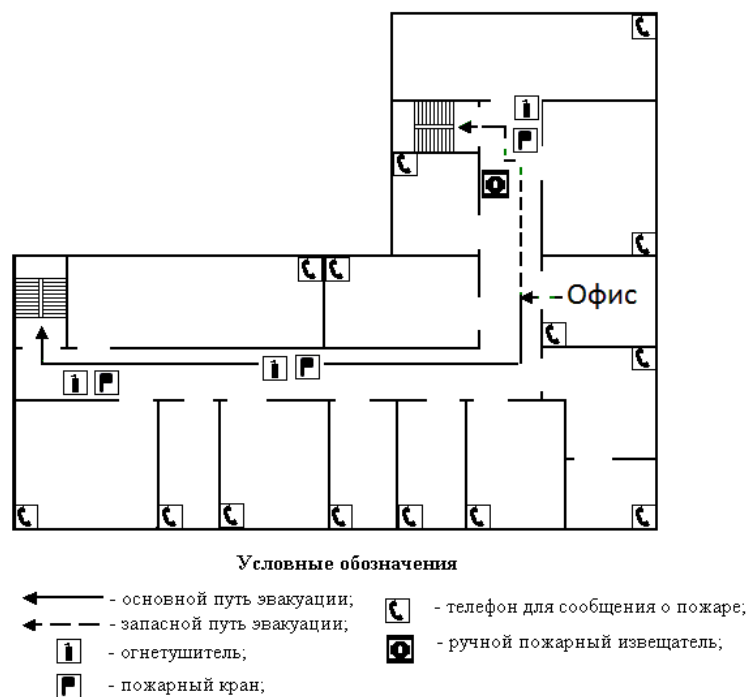 Офис
Условные обозначения
- основной путь эвакуации;
- запасной путь эвакуации;
- огнетушитель;
- пожарный кран;
- телефон для сообщения о пожаре;
- ручной пожарный извещатель;